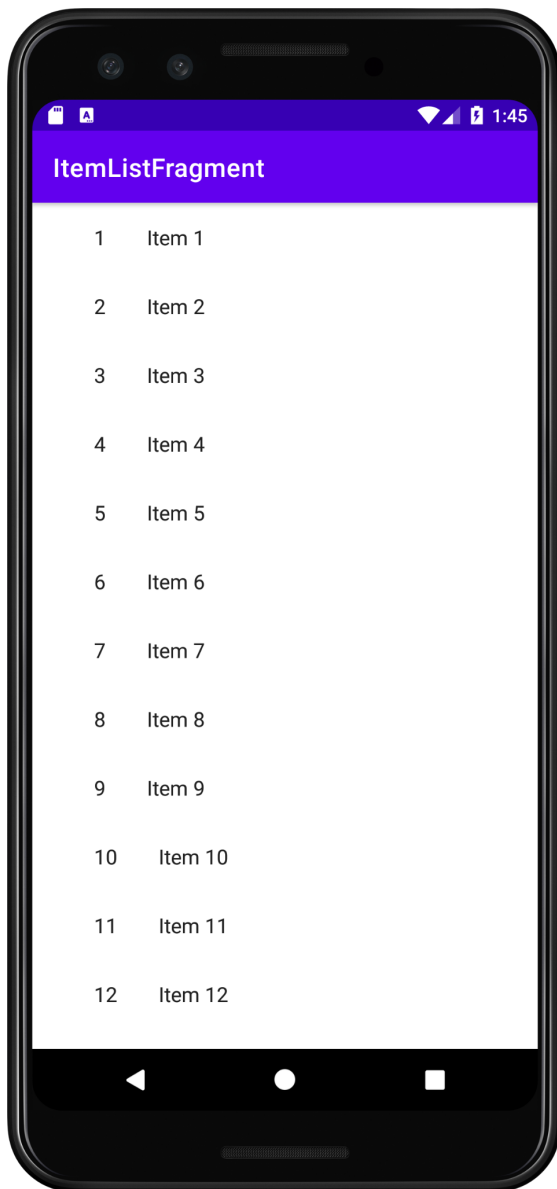 1:45
ItemListFragment
1 Item 1
2 Item 2
3 Item 3
4 Item 4
5 Item 5
6 Item 6
7 Item 7
8 Item 8
9 Item 9
10 Item 10
11 Item 11
12 Item 12